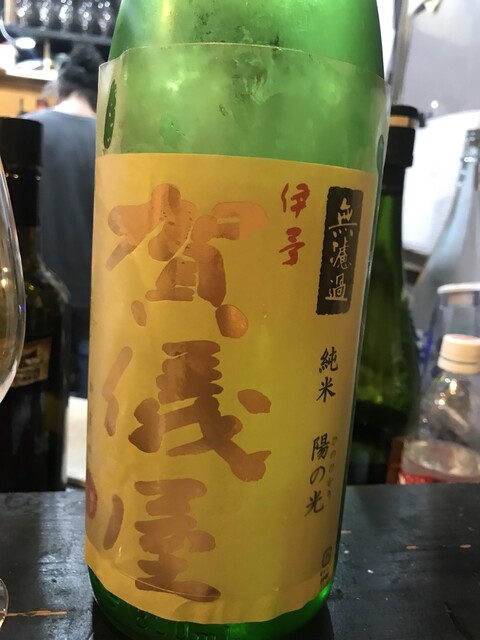 無濾過
伊予
賀儀屋
純米 陽の光